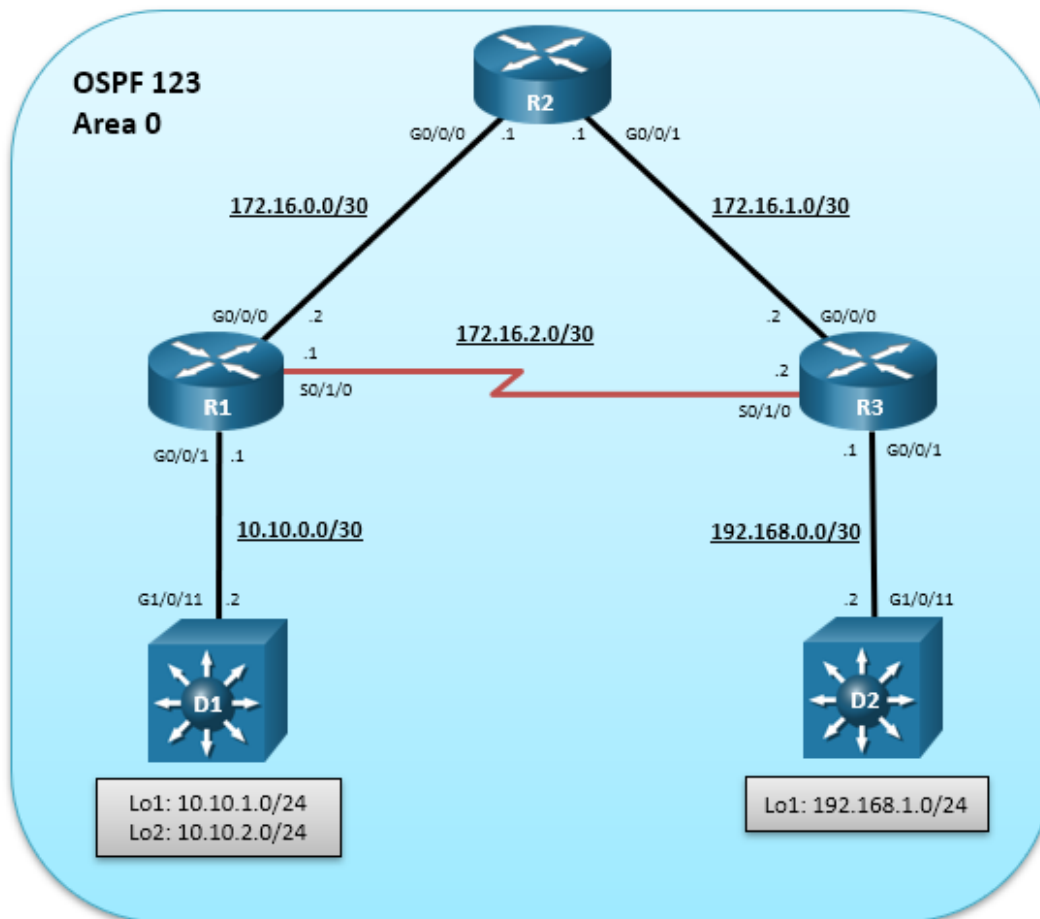 OSPF 123
Area 0
R2
G0/0/0
.1
.1
G0/0/1
172.16.0.0/30
172.16.1.0/30
G0/0/0
.2
.2
G0/0/0
172.16.2.0/30
.1
.2
S0/1/0
S0/1/0
R1
R3
G0/0/1
.1
.1
G0/0/1
10.10.0.0/30
192.168.0.0/30
G1/0/11
.2
.2
G1/0/11
D1
D2
Lo1: 10.10.1.0/24
Lo2: 10.10.2.0/24
Lo1: 192.168.1.0/24